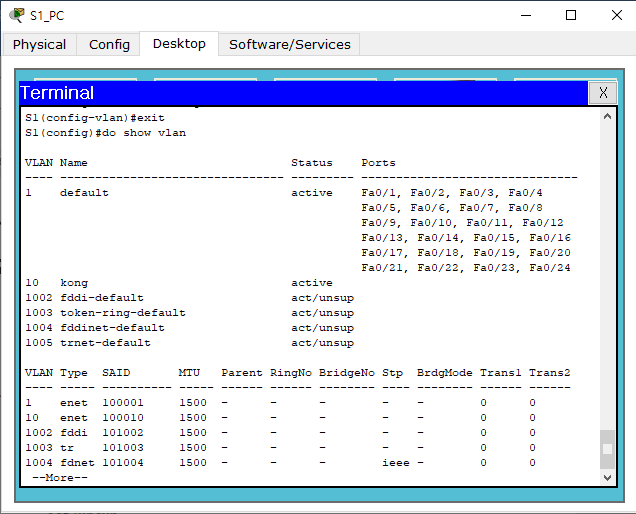 S1_PC
Physical Config Desktop Software/Services
Terminal X
S1(config-vlan)#exit
S1(config)#do show vlan
VLAN Name                             Status    Ports
---- -------------------------------- --------- -------------------------------
1    default                          active    Fa0/1, Fa0/2, Fa0/3, Fa0/4
                                                Fa0/5, Fa0/6, Fa0/7, Fa0/8
                                                Fa0/9, Fa0/10, Fa0/11, Fa0/12
                                                Fa0/13, Fa0/14, Fa0/15, Fa0/16
                                                Fa0/17, Fa0/18, Fa0/19, Fa0/20
                                                Fa0/21, Fa0/22, Fa0/23, Fa0/24
10   kong                             active
1002 fddi-default                     act/unsup
1003 token-ring-default               act/unsup
1004 fddinet-default                  act/unsup
1005 trnet-default                    act/unsup
VLAN Type  SAID       MTU   Parent RingNo BridgeNo Stp  BrdgMode Trans1 Trans2
---- ----- ---------- ----- ------ ------ -------- ---- -------- ------ ------
1    enet  100001     1500  -      -      -        -    -        0      0
10   enet  100010     1500  -      -      -        -    -        0      0
1002 fddi  101002     1500  -      -      -        -    -        0      0
1003 tr    101003     1500  -      -      -        -    -        0      0
1004 fdnet 101004     1500  -      -      -        ieee -        0      0
 --More--